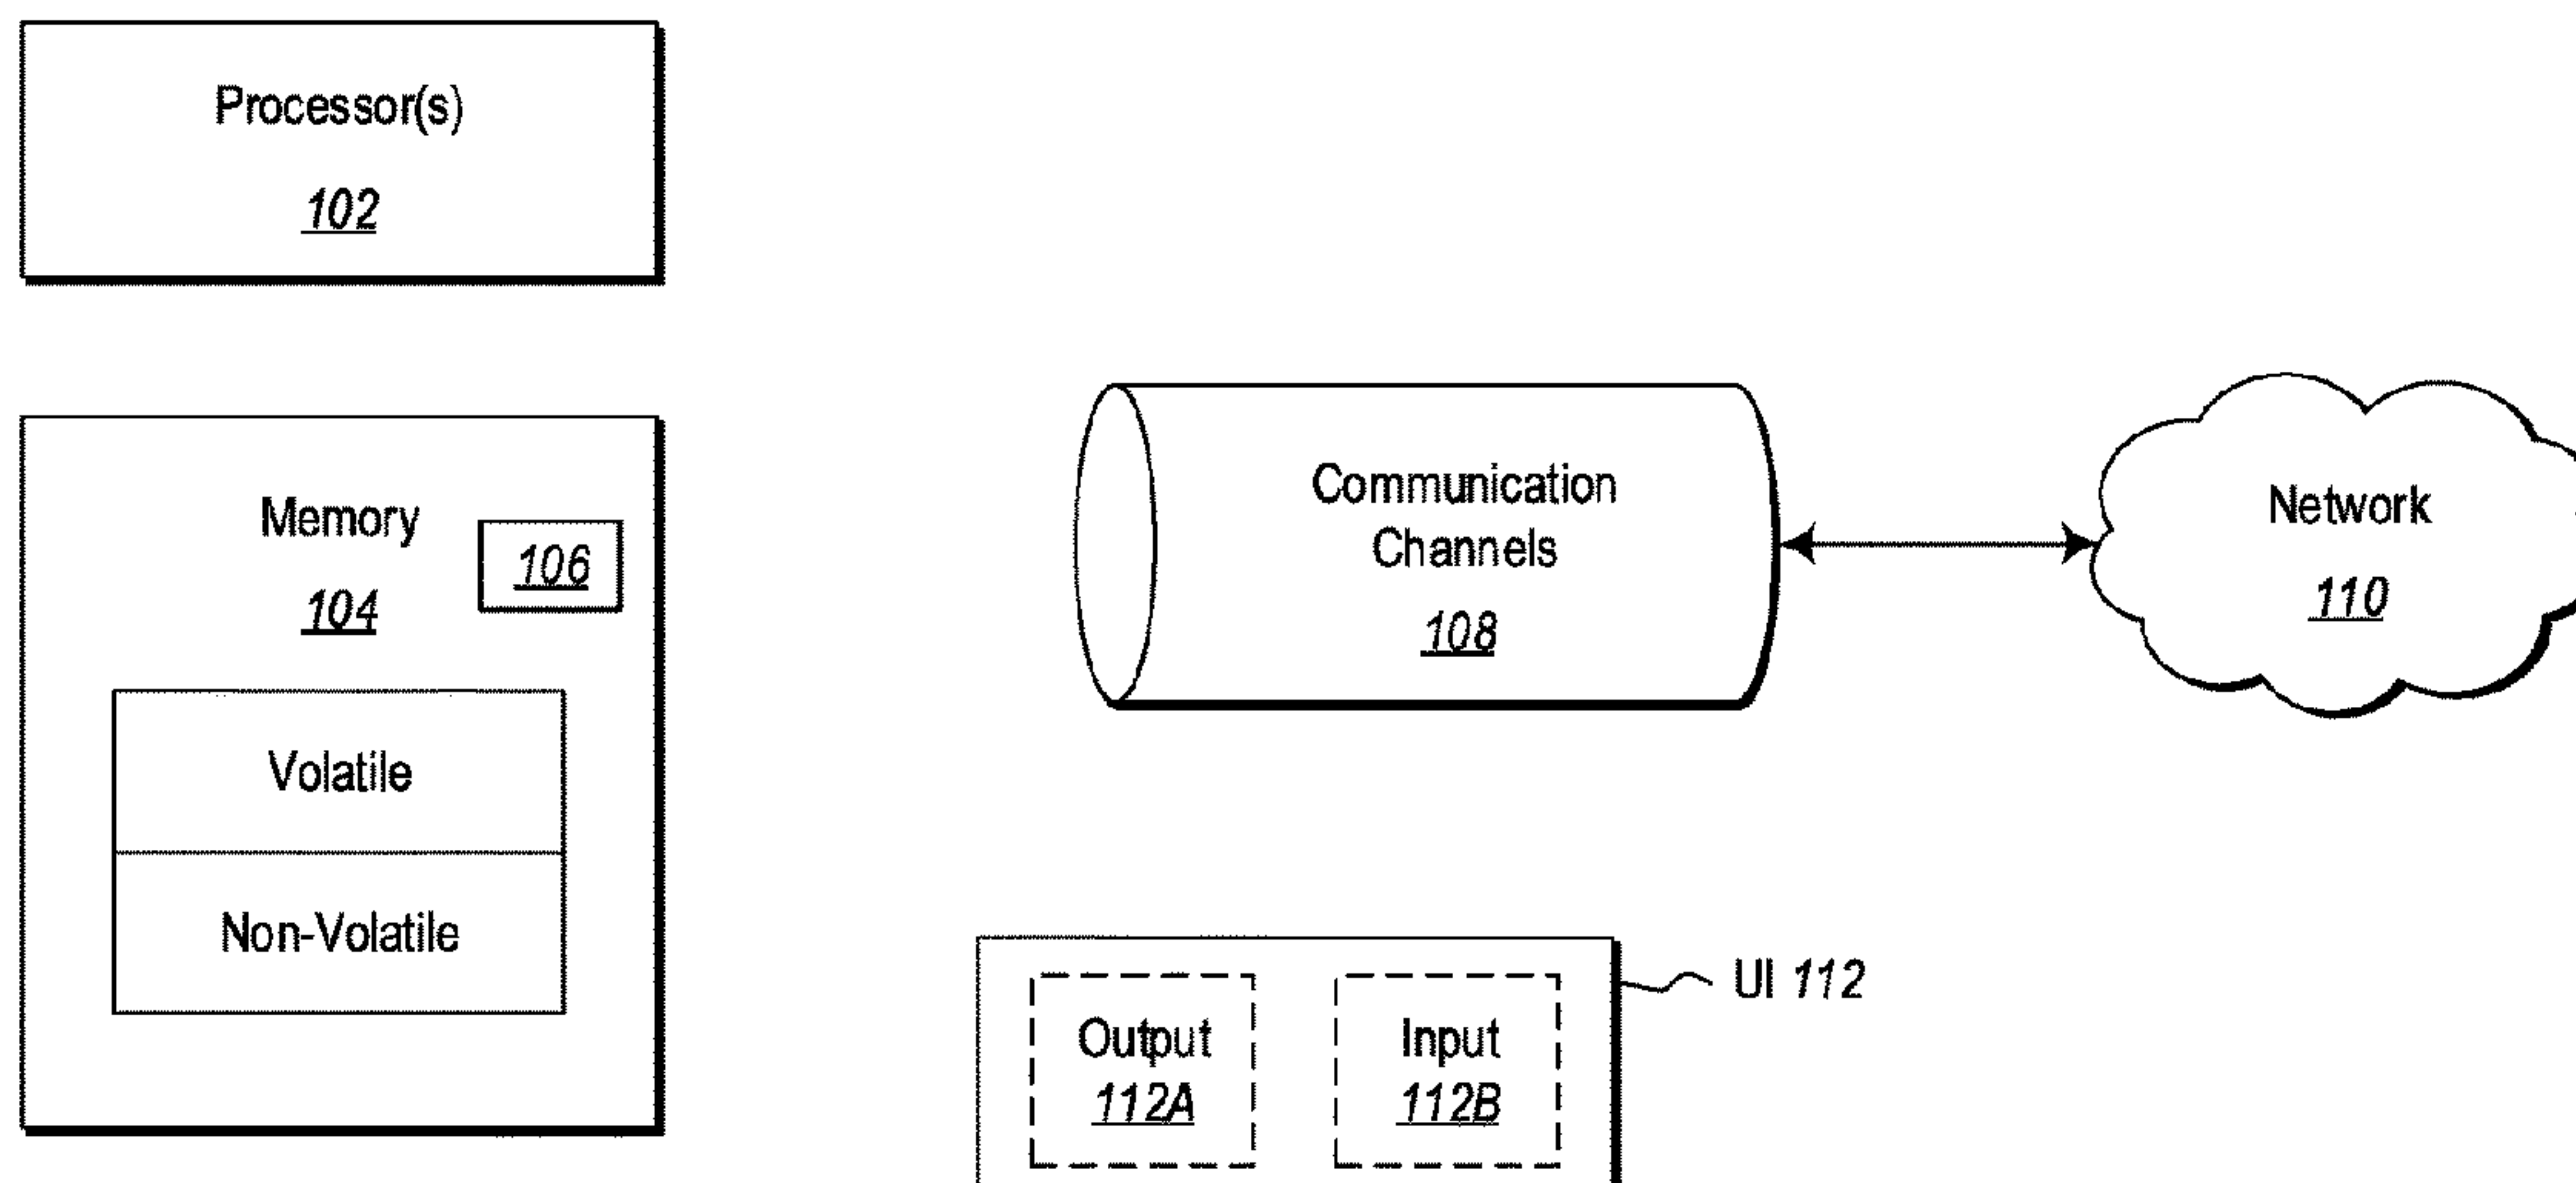 Processor(s)
102
Memory
104
106
Volatile
Non-Volatile
Communication
Channels
108
Network
110
UI 112
Output
112A
Input
112B